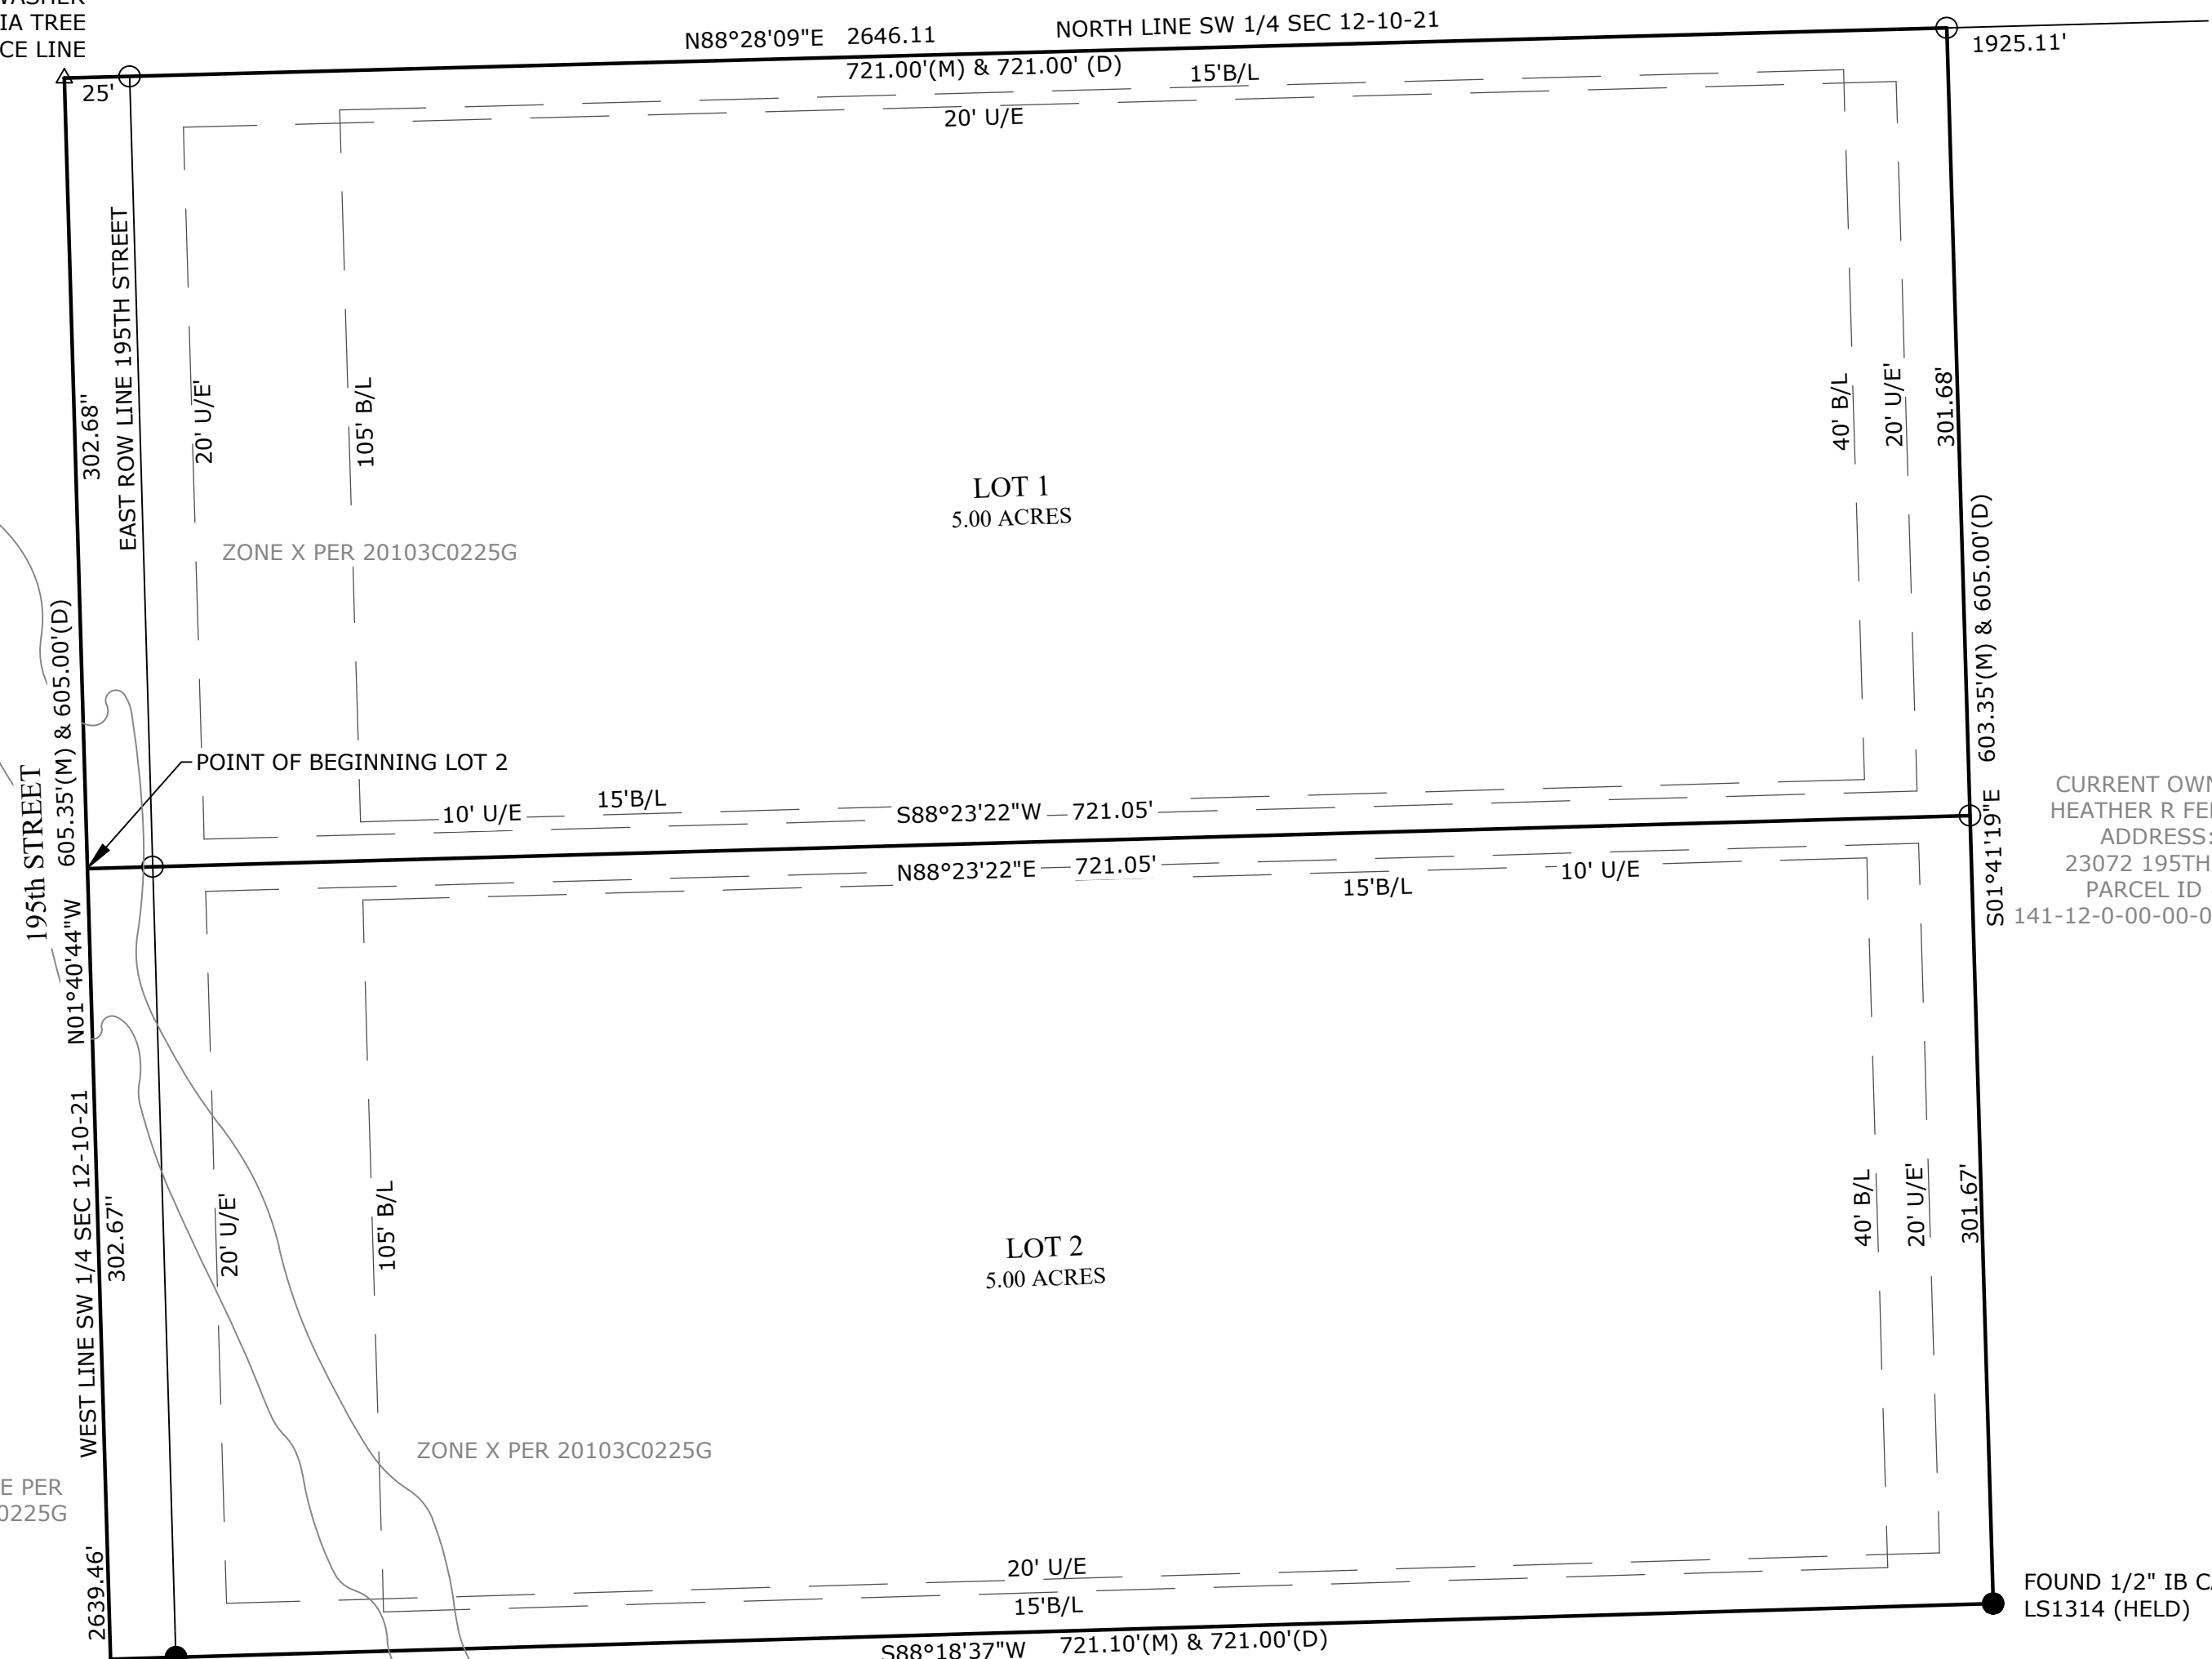 WASHER
IA TREE
CE LINE
N88°28'09"E 2646.11
NORTH LINE SW 1/4 SEC 12-10-21
1925.11'
721.00'(M) & 721.00' (D)
15'B/L
25'
20' U/E
302.68"
EAST ROW LINE 195TH STREET
20' U/E'
105' B/L
40' B/L
20' U/E'
301.68'
LOT 1
5.00 ACRES
ZONE X PER 20103C0225G
605.35'(M) & 605.00'(D)
603.35'(M) & 605.00'(D)
195th STREET
POINT OF BEGINNING LOT 2
10' U/E
15'B/L
S88°23'22"W 721.05'
N88°23'22"E 721.05'
15'B/L
10' U/E
S01°41'19"E
CURRENT OWN
HEATHER R FE
ADDRESS:
23072 195TH
PARCEL ID
141-12-0-00-00-0
N01°40'44"W
WEST LINE SW 1/4 SEC 12-10-21
302.67"
20' U/E'
105' B/L
40' B/L
20' U/E'
301.67'
LOT 2
5.00 ACRES
ZONE X PER 20103C0225G
E PER
0225G
2639.46'
20' U/E
15'B/L
FOUND 1/2" IB C
LS1314 (HELD)
S88°18'37"W 721.10'(M) & 721.00'(D)